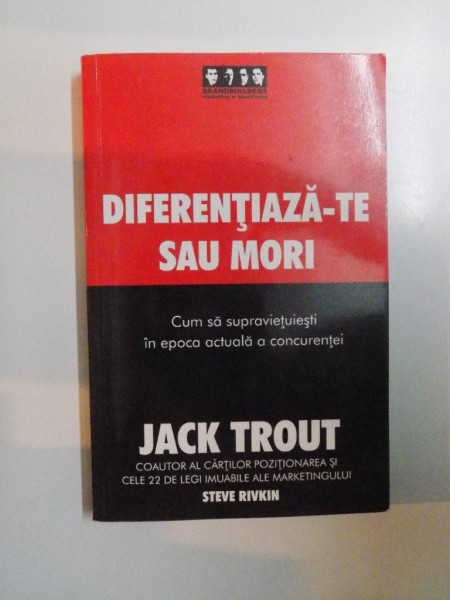 BRANDBUILDERS
DIFERENŢIAZĂ-TE
SAU MORI
Cum să supravieţuieşti
în epoca actuală a concurenţei
JACK TROUT
COAUTOR AL CĂRŢILOR POZIŢIONAREA ŞI
CELE 22 DE LEGI IMUABILE ALE MARKETINGULUI
STEVE RIVKIN